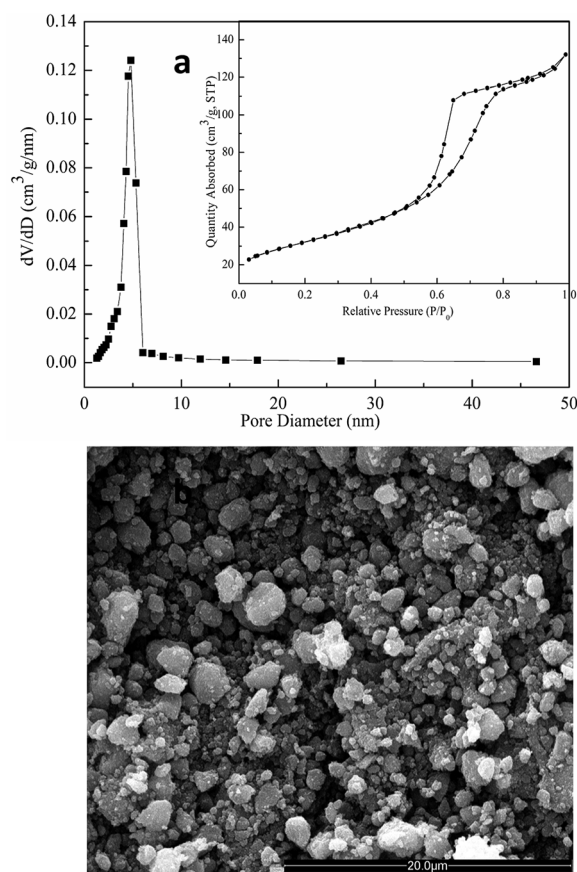 0.14
0.12
0.10
0.08
0.06
0.04
0.02
0.00
dV/dD (cm³/g/nm)
a
140
120
100
80
60
40
20
Quantity Absorbed (cm³/g, STP)
0.0 0.2 0.4 0.6 0.8 1.0
Relative Pressure (P/P₀)
0 10 20 30 40 50
Pore Diameter (nm)
b
20.0µm